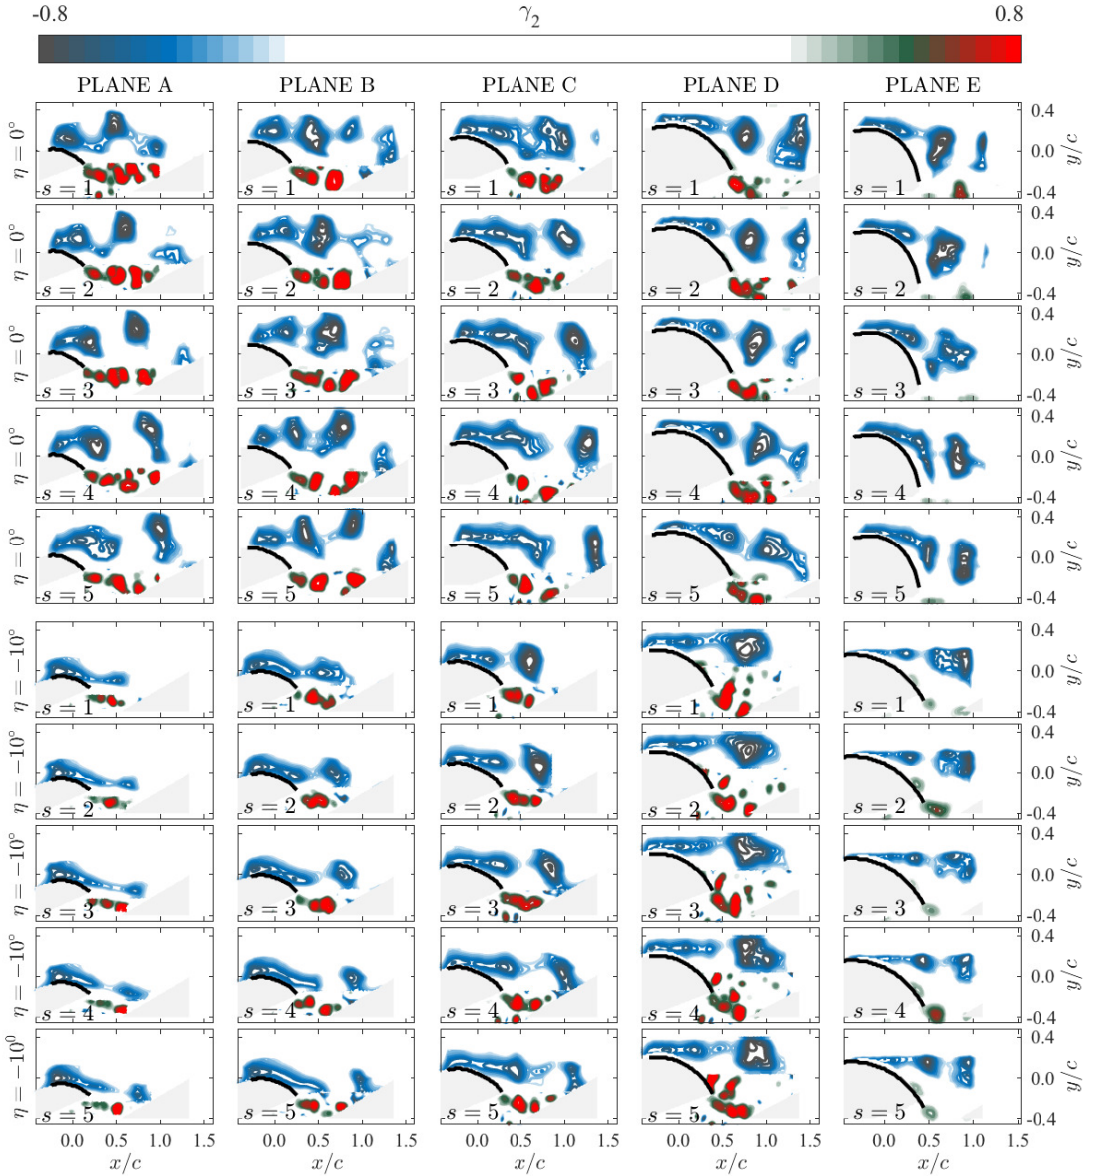 -0.8 γ₂ 0.8
PLANE A PLANE B PLANE C PLANE D PLANE E
η = 0° s = 1 s = 1 s = 1 s = 1 s = 1 0.4 0.0 -0.4 y/c
η = 0° s = 2 s = 2 s = 2 s = 2 s = 2 0.4 0.0 -0.4 y/c
η = 0° s = 3 s = 3 s = 3 s = 3 s = 3 0.4 0.0 -0.4 y/c
η = 0° s = 4 s = 4 s = 4 s = 4 s = 4 0.4 0.0 -0.4 y/c
η = 0° s = 5 s = 5 s = 5 s = 5 s = 5 0.4 0.0 -0.4 y/c
η = −10° s = 1 s = 1 s = 1 s = 1 s = 1 0.4 0.0 -0.4 y/c
η = −10° s = 2 s = 2 s = 2 s = 2 s = 2 0.4 0.0 -0.4 y/c
η = −10° s = 3 s = 3 s = 3 s = 3 s = 3 0.4 0.0 -0.4 y/c
η = −10° s = 4 s = 4 s = 4 s = 4 s = 4 0.4 0.0 -0.4 y/c
η = −10⁰ s = 5 s = 5 s = 5 s = 5 s = 5 0.4 0.0 -0.4 y/c
0.0 0.5 1.0 1.5 0.0 0.5 1.0 1.5 0.0 0.5 1.0 1.5 0.0 0.5 1.0 1.5 0.0 0.5 1.0 1.5
x/c x/c x/c x/c x/c